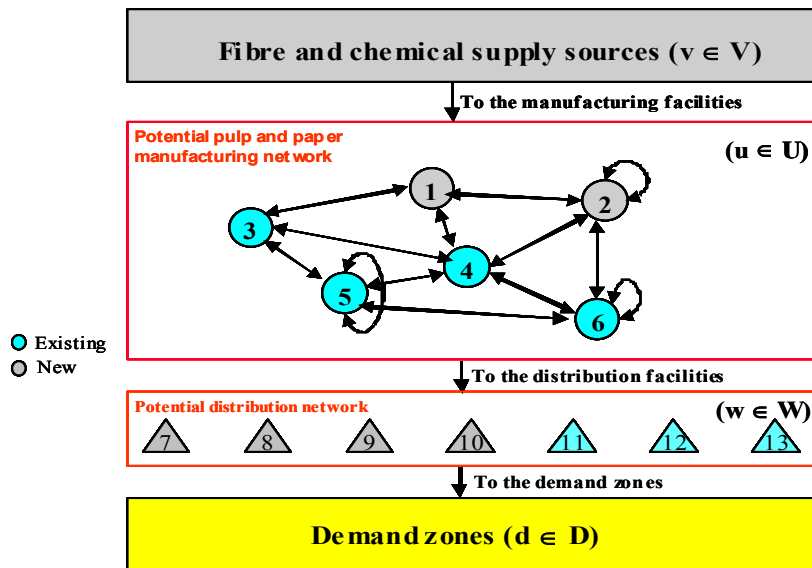 Fibre and chemical supply sources (v ∈ V)
To the manufacturing facilities
Potential pulp and paper
manufacturing network
(u ∈ U)
1
2
3
4
5
6
Existing
New
To the distribution facilities
Potential distribution network
(w ∈ W)
7 8 9 10 11 12 13
To the demand zones
Demand zones (d ∈ D)